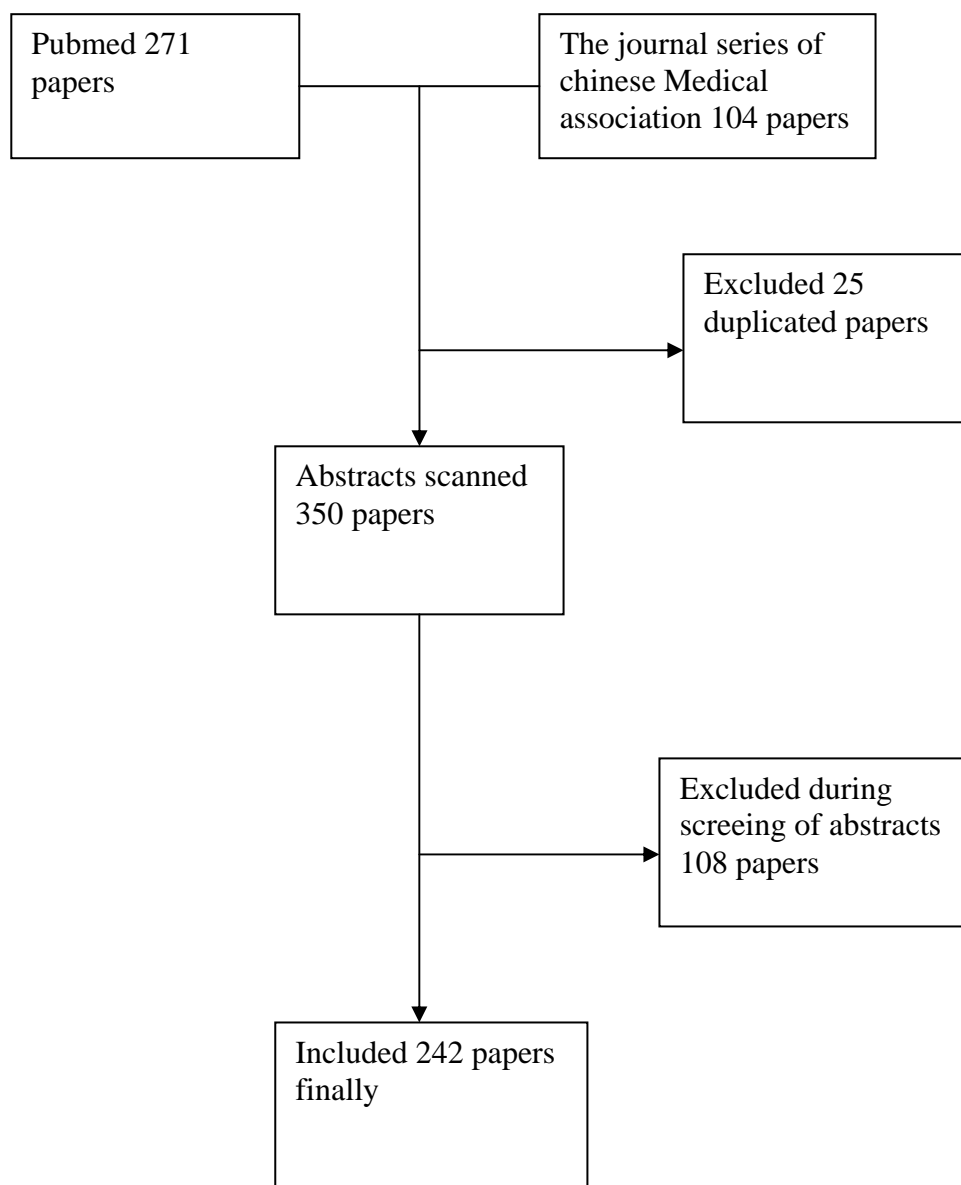 Pubmed 271
papers
The journal series of
chinese Medical
association 104 papers
Excluded 25
duplicated papers
Abstracts scanned
350 papers
Excluded during
screeing of abstracts
108 papers
Included 242 papers
finally